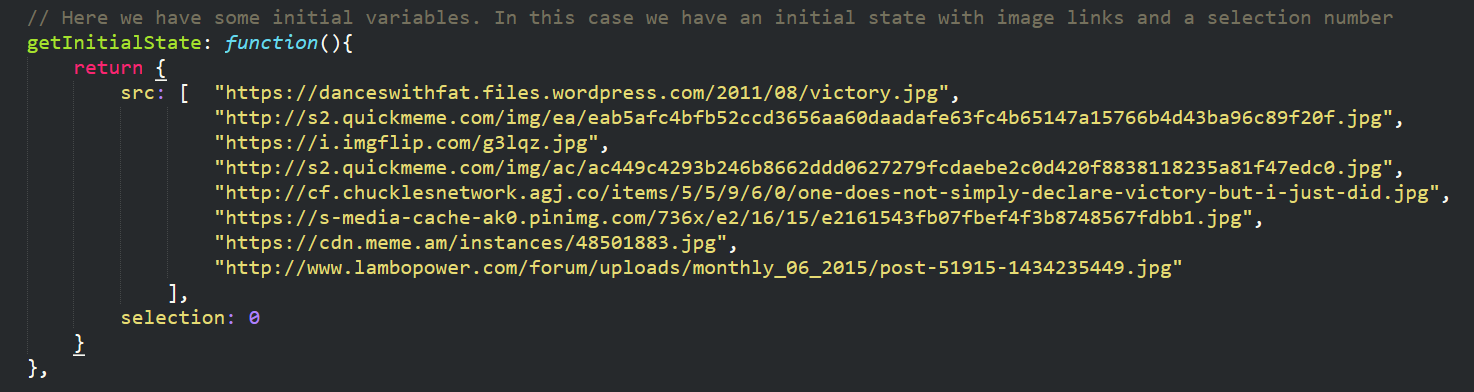 // Here we have some initial variables. In this case we have an initial state with image links and a selection number
getInitialState: function(){
return {
src: [ "https://danceswithfat.files.wordpress.com/2011/08/victory.jpg",
"http://s2.quickmeme.com/img/ea/eab5afc4bfb52ccd3656aa60daadafe63fc4b65147a15766b4d43ba96c89f20f.jpg",
"https://i.imgflip.com/g3lqz.jpg",
"http://s2.quickmeme.com/img/ac/ac449c4293b246b8662ddd0627279fcdaebe2c0d420f8838118235a81f47edc0.jpg",
"http://cf.chucklesnetwork.agj.co/items/5/5/9/6/0/one-does-not-simply-declare-victory-but-i-just-did.jpg",
"https://s-media-cache-ak0.pinimg.com/736x/e2/16/15/e2161543fb07fbef4f3b8748567fdbb1.jpg",
"https://cdn.meme.am/instances/48501883.jpg",
"http://www.lambopower.com/forum/uploads/monthly_06_2015/post-51915-1434235449.jpg"
],
selection: 0
}
},